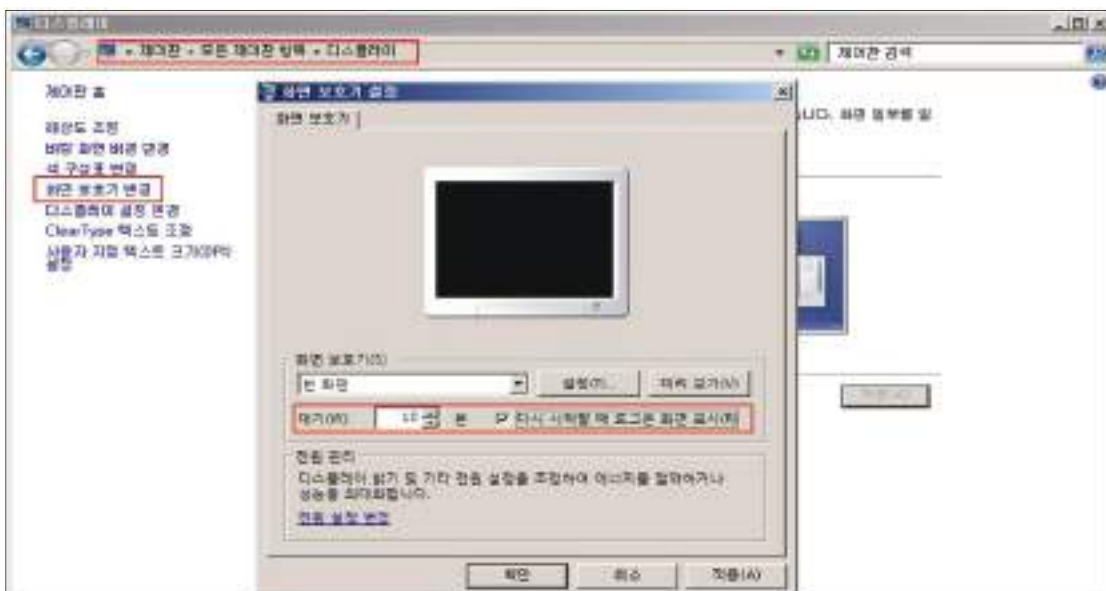 디스플레이
▸ 제어판 ▸ 모든 제어판 항목 ▸ 디스플레이
제어판 검색
제어판 홈
해상도 조정
바탕 화면 배경 변경
색 구성표 변경
화면 보호기 변경
디스플레이 설정 변경
ClearType 텍스트 조정
사용자 지정 텍스트 크기(DPI)
설정
화면 보호기 설정
화면 보호기
니다. 화면 일부를 일
화면 보호기(S)
빈 화면
설정(T)...
미리 보기(V)
대기(W):
10
분
다시 시작할 때 로그온 화면 표시(R)
전원 관리
디스플레이 밝기 및 기타 전원 설정을 조정하여 에너지를 절약하거나
성능을 최대화합니다.
전원 설정 변경
확인
취소
적용(A)